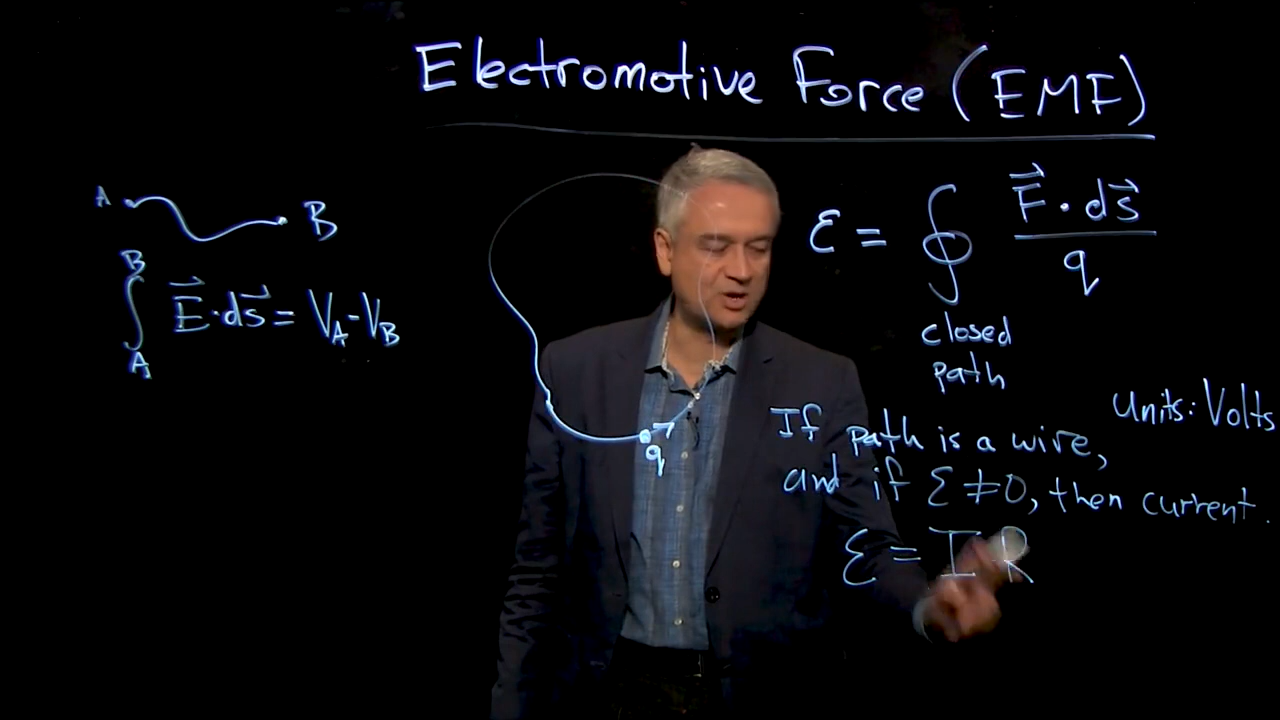 Electromotive Force (EMF)
A B
∫_A^B E⃗ · ds⃗ = V_A - V_B
q
ℰ = ∮ F⃗ · ds⃗ / q
closed
path
units: Volts
If path is a wire,
and if ℰ ≠ 0, then current.
ℰ = I R